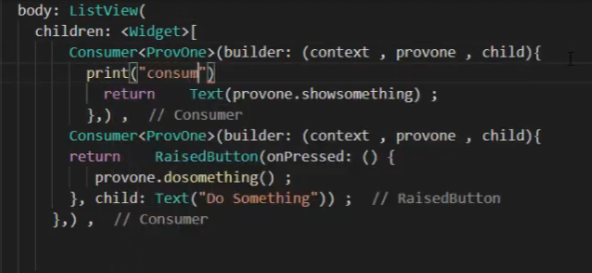 body: ListView(
children: <Widget>[
Consumer<ProvOne>(builder: (context , provone , child){
print("consum")
return Text(provone.showsomething) ;
},) , // Consumer
Consumer<ProvOne>(builder: (context , provone , child){
return RaisedButton(onPressed: () {
provone.dosomething() ;
}, child: Text("Do Something")) ; // RaisedButton
},) , // Consumer